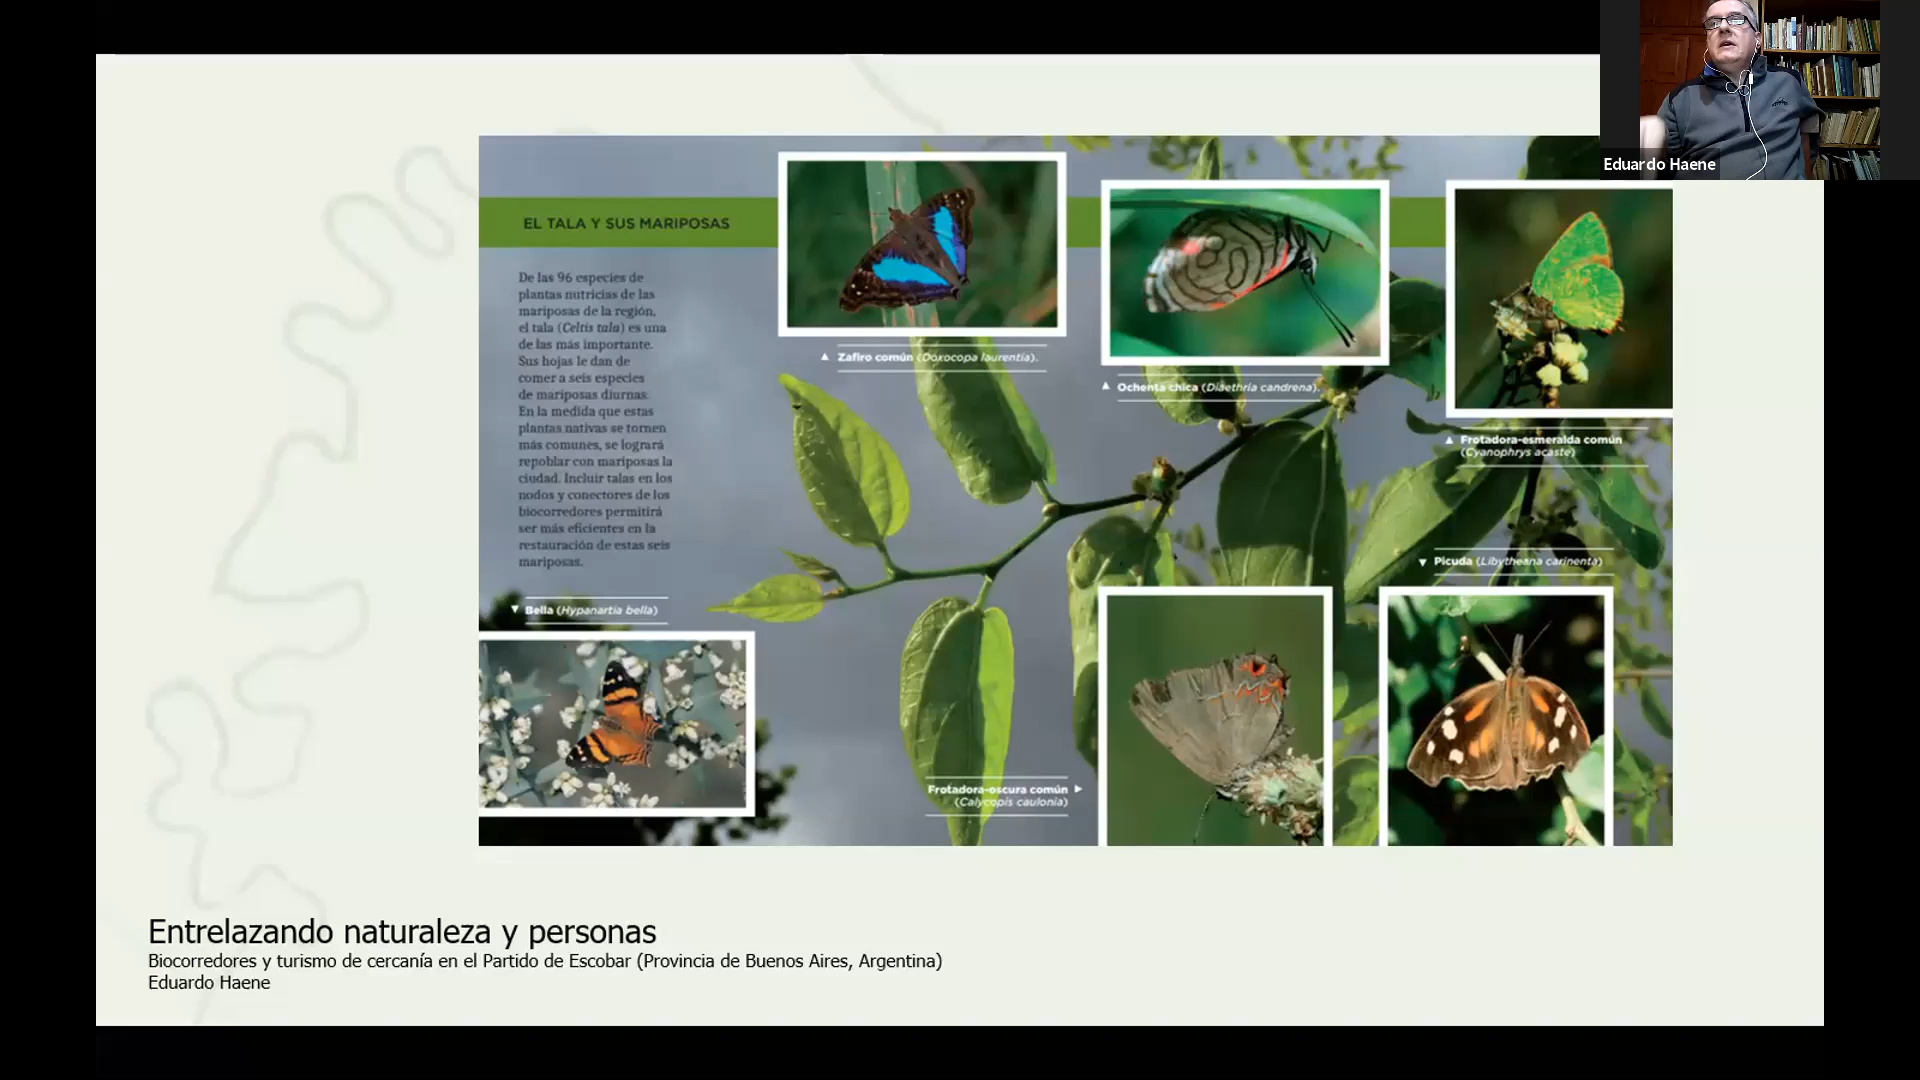 Eduardo Haene
EL TALA Y SUS MARIPOSAS
De las 96 especies de
plantas nutricias de las
mariposas de la región,
el tala (Celtis tala) es una
de las más importante.
Sus hojas le dan de
comer a seis especies
de mariposas diurnas.
En la medida que estas
plantas nativas se tornen
más comunes, se logrará
repoblar con mariposas la
ciudad. Incluir talas en los
nodos y conectores de los
biocorredores permitirá
ser más eficientes en la
restauración de estas seis
mariposas.
▲ Zafiro común (Doxocopa laurentia).
▲ Ochenta chica (Diaethria candrena).
▲ Frotadora-esmeralda común
(Cyanophrys acaste)
▼ Picuda (Libytheana carinenta)
▼ Bella (Hypanartia bella)
Frotadora-oscura común ►
(Calycopis caulonia)
Entrelazando naturaleza y personas
Biocorredores y turismo de cercanía en el Partido de Escobar (Provincia de Buenos Aires, Argentina)
Eduardo Haene